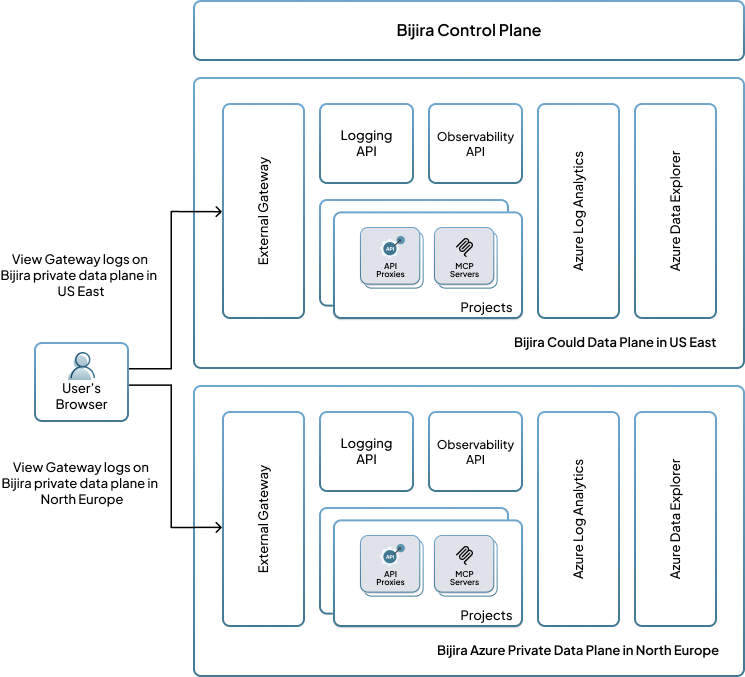 Bijira Control Plane
External Gateway
Logging
API
Observability
API
Azure Log Analytics
Azure Data Explorer
API
API
Proxies
MCP
Servers
Projects
Bijira Could Data Plane in US East
View Gateway logs on
Bijira private data plane in
US East
User's
Browser
View Gateway logs on
Bijira private data plane in
North Europe
External Gateway
Logging
API
Observability
API
Azure Log Analytics
Azure Data Explorer
API
API
Proxies
MCP
Servers
Projects
Bijira Azure Private Data Plane in North Europe